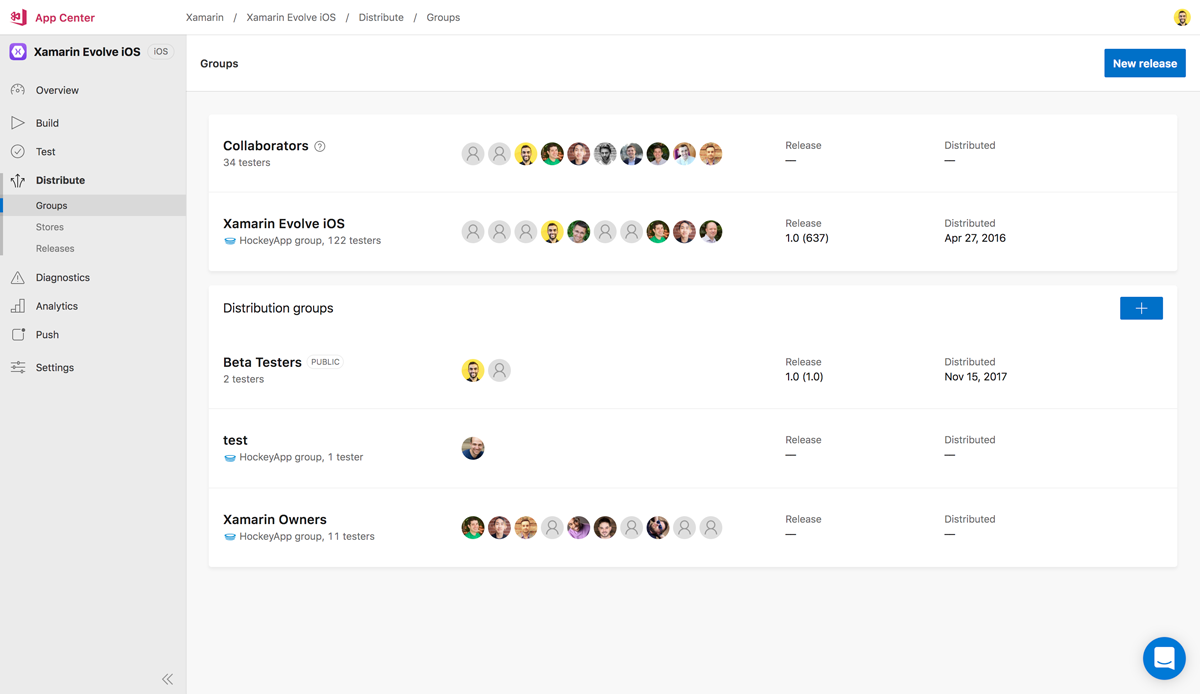 App Center
Xamarin / Xamarin Evolve iOS / Distribute / Groups
Xamarin Evolve iOS iOS
Overview
Build
Test
Distribute
Groups
Stores
Releases
Diagnostics
Analytics
Push
Settings
Groups
New release
Collaborators ?
34 testers
Release
—
Distributed
—
Xamarin Evolve iOS
HockeyApp group, 122 testers
Release
1.0 (637)
Distributed
Apr 27, 2016
Distribution groups
Beta Testers PUBLIC
2 testers
Release
1.0 (1.0)
Distributed
Nov 15, 2017
test
HockeyApp group, 1 tester
Release
—
Distributed
—
Xamarin Owners
HockeyApp group, 11 testers
Release
—
Distributed
—